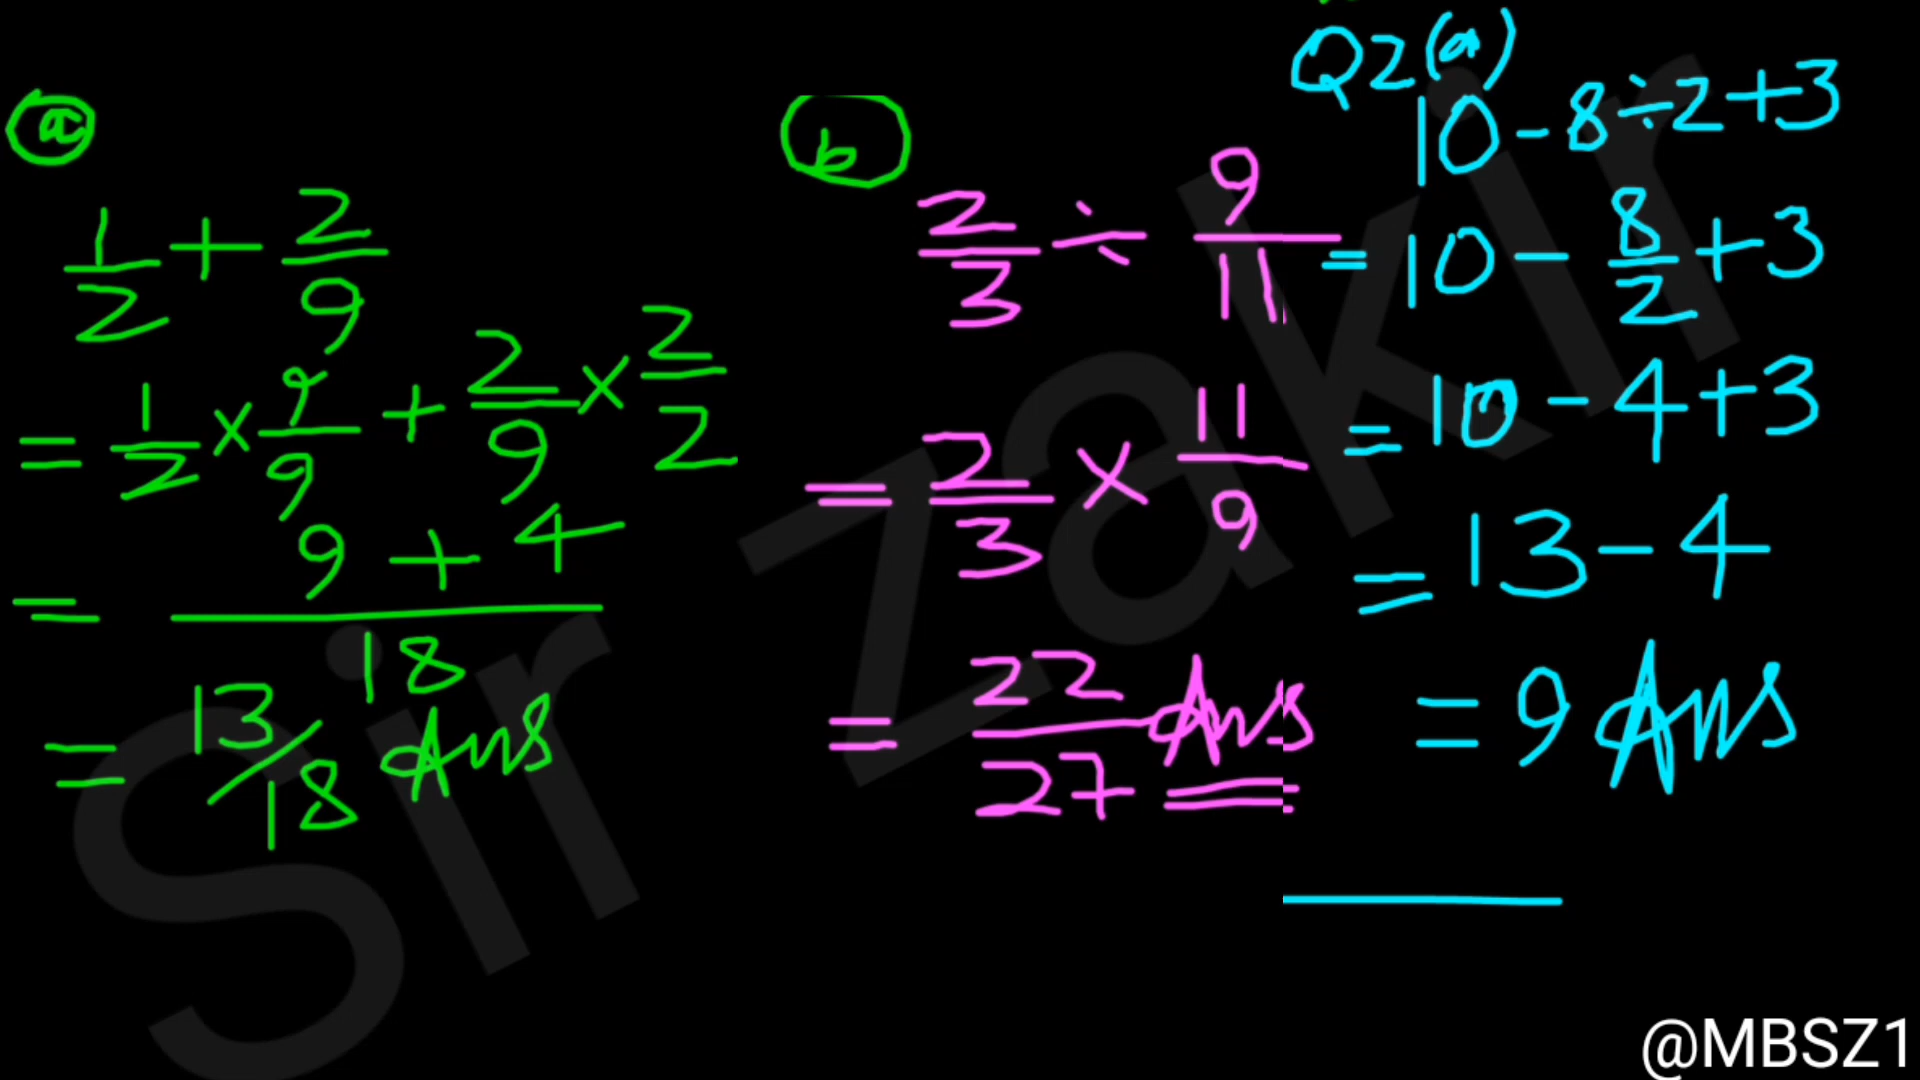 (a)
1/2 + 2/9
= 1/2 × 9/9 + 2/9 × 2/2
= 9 + 4 / 18
= 13/18 Ans
b
2/3 ÷ 9/11
= 2/3 × 11/9
= 22/27 Ans
Q2(a)
10 - 8 ÷ 2 + 3
= 10 - 8/2 + 3
= 10 - 4 + 3
= 13 - 4
= 9 Ans
Sir Zakir
@MBSZ1